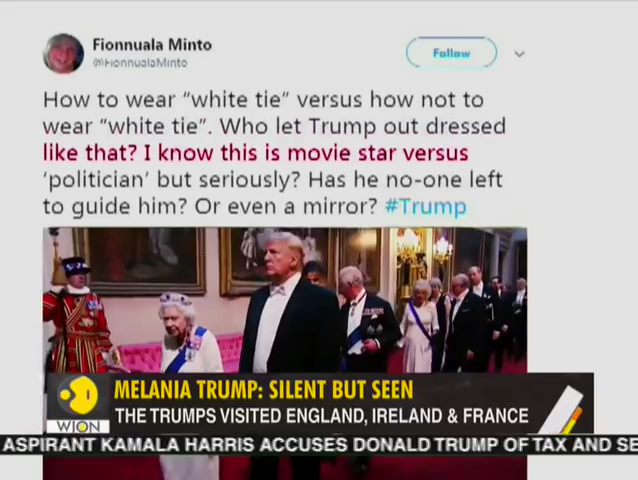 Fionnuala Minto
@FionnualaMinto
Follow
How to wear “white tie” versus how not to
wear “white tie”. Who let Trump out dressed
like that? I know this is movie star versus
‘politician’ but seriously? Has he no-one left
to guide him? Or even a mirror? #Trump
MELANIA TRUMP: SILENT BUT SEEN
WION
THE TRUMPS VISITED ENGLAND, IRELAND & FRANCE
ASPIRANT KAMALA HARRIS ACCUSES DONALD TRUMP OF TAX AND SE